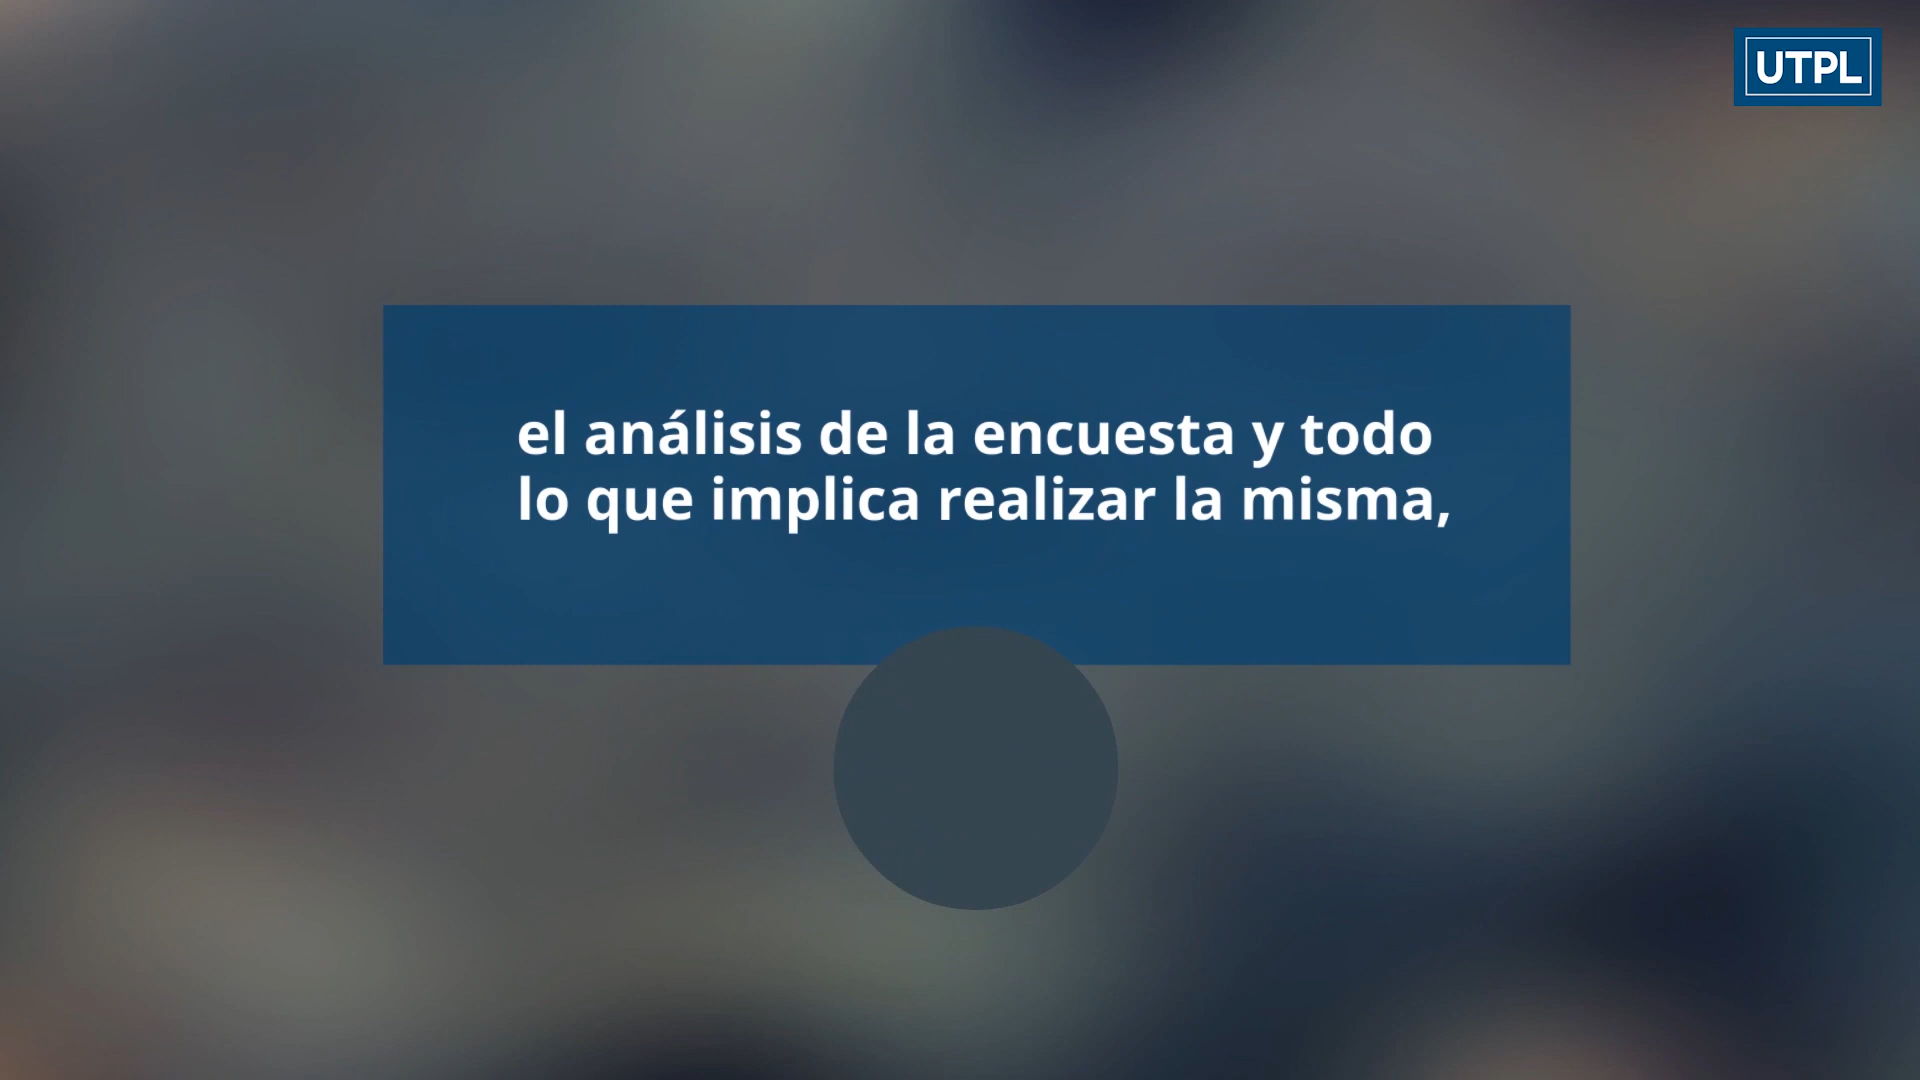 UTPL
el análisis de la encuesta y todo
lo que implica realizar la misma,